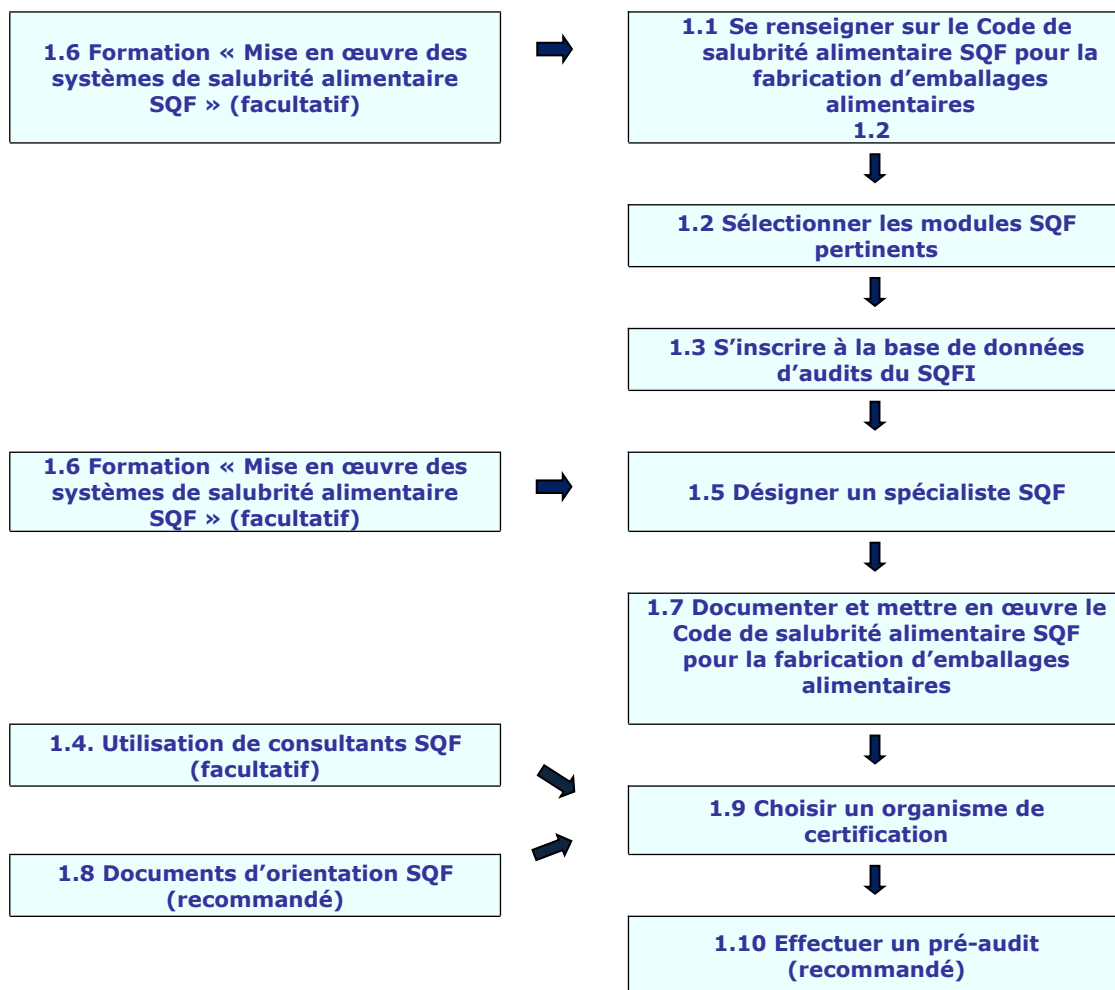 1.6 Formation « Mise en œuvre des
systèmes de salubrité alimentaire
SQF » (facultatif)
1.1 Se renseigner sur le Code de
salubrité alimentaire SQF pour la
fabrication d’emballages
alimentaires
1.2
1.2 Sélectionner les modules SQF
pertinents
1.3 S’inscrire à la base de données
d’audits du SQFI
1.6 Formation « Mise en œuvre des
systèmes de salubrité alimentaire
SQF » (facultatif)
1.5 Désigner un spécialiste SQF
1.7 Documenter et mettre en œuvre le
Code de salubrité alimentaire SQF
pour la fabrication d’emballages
alimentaires
1.4. Utilisation de consultants SQF
(facultatif)
1.9 Choisir un organisme de
certification
1.8 Documents d’orientation SQF
(recommandé)
1.10 Effectuer un pré-audit
(recommandé)